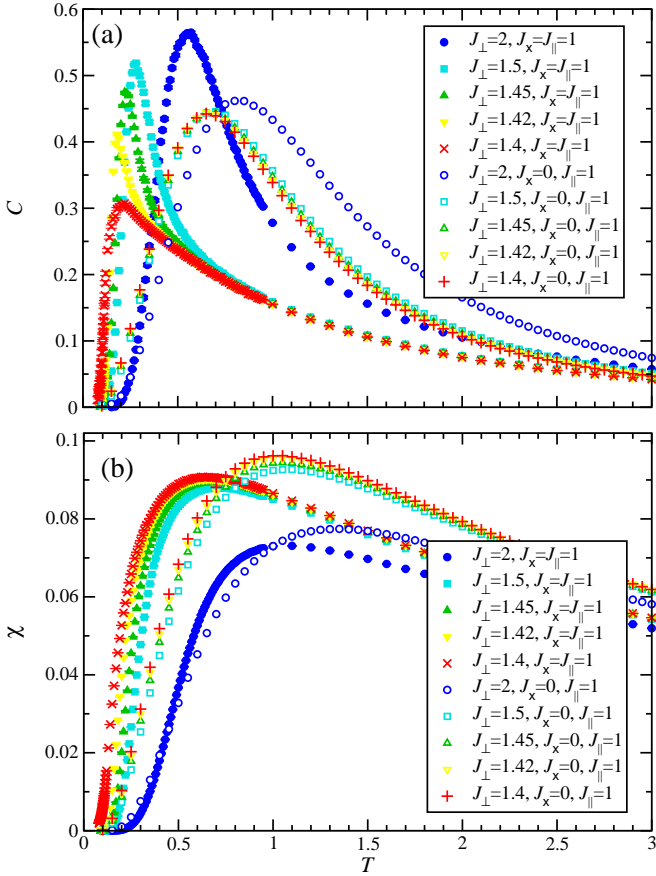 (a)
C
0.6
0.5
0.4
0.3
0.2
0.1
0
J⊥=2, Jx=J∥=1
J⊥=1.5, Jx=J∥=1
J⊥=1.45, Jx=J∥=1
J⊥=1.42, Jx=J∥=1
J⊥=1.4, Jx=J∥=1
J⊥=2, Jx=0, J∥=1
J⊥=1.5, Jx=0, J∥=1
J⊥=1.45, Jx=0, J∥=1
J⊥=1.42, Jx=0, J∥=1
J⊥=1.4, Jx=0, J∥=1
(b)
χ
0.1
0.08
0.06
0.04
0.02
0
J⊥=2, Jx=J∥=1
J⊥=1.5, Jx=J∥=1
J⊥=1.45, Jx=J∥=1
J⊥=1.42, Jx=J∥=1
J⊥=1.4, Jx=J∥=1
J⊥=2, Jx=0, J∥=1
J⊥=1.5, Jx=0, J∥=1
J⊥=1.45, Jx=0, J∥=1
J⊥=1.42, Jx=0, J∥=1
J⊥=1.4, Jx=0, J∥=1
0 0.5 1 1.5 2 2.5 3
T